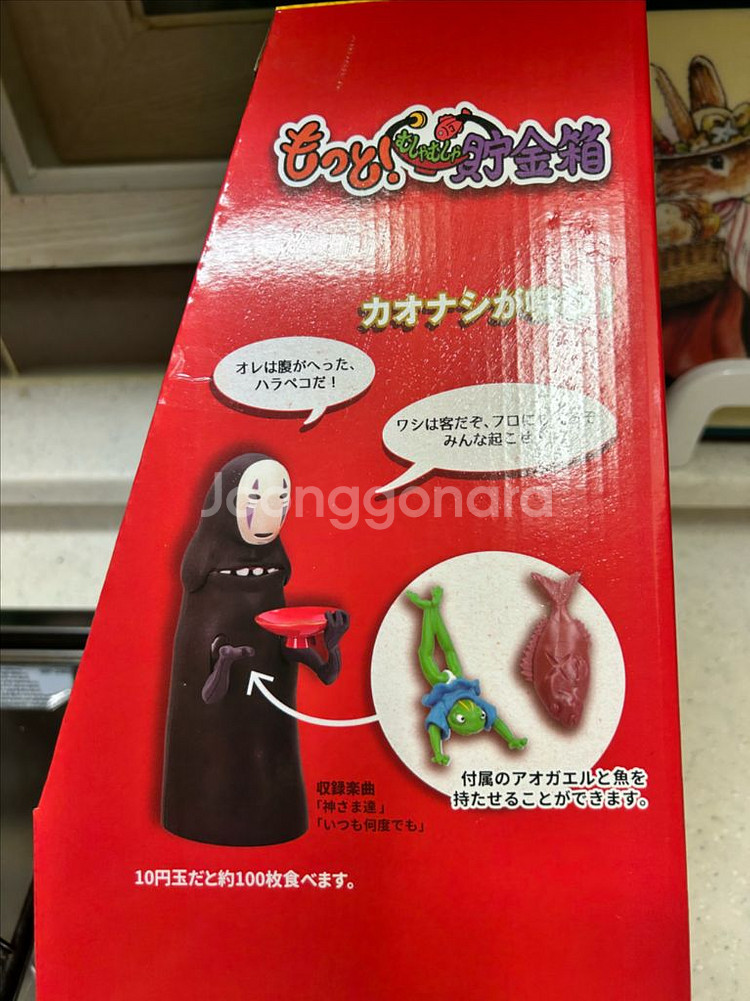 もっと！むしゃむしゃ貯金箱
カオナシが
オレは腹がへった、
ハラペコだ！
ワシは客だぞ、フロに
みんな起こせ
Joonggonara
収録楽曲
「神さま達」
「いつも何度でも」
付属のアオガエルと魚を
持たせることができます。
10円玉だと約100枚食べます。